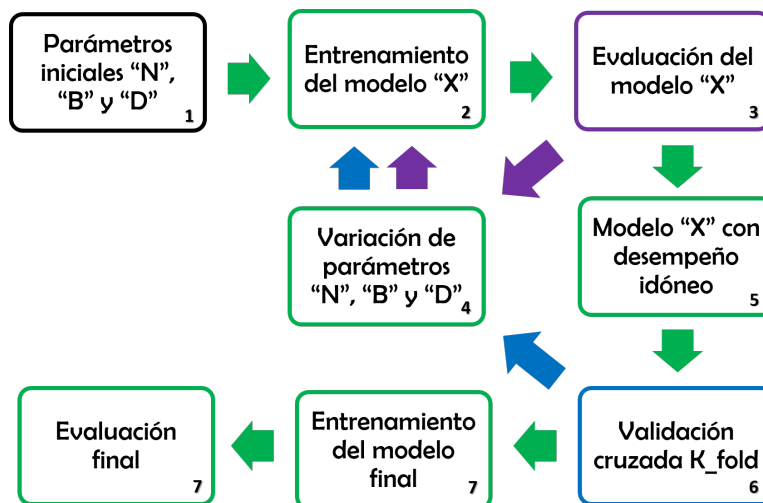 Parámetros
iniciales “N”,
“B” y “D”
1
Entrenamiento
del modelo “X”
2
Evaluación del
modelo “X”
3
Variación de
parámetros
“N”, “B” y “D”
4
Modelo “X” con
desempeño
idóneo
5
Validación
cruzada K_fold
6
Entrenamiento
del modelo
final
7
Evaluación
final
7